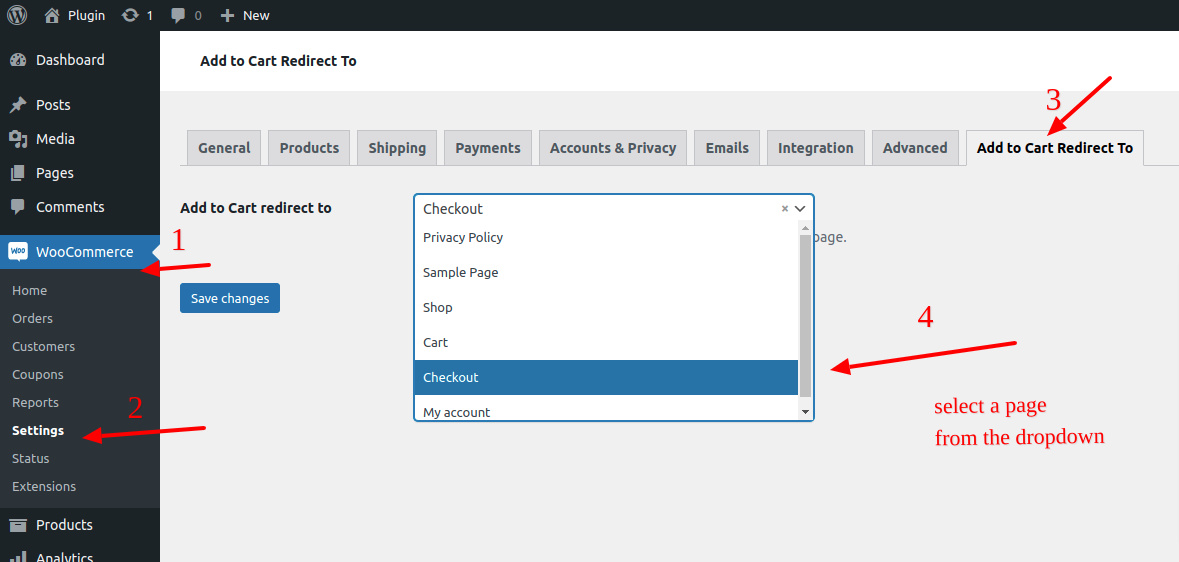 Plugin 1 0 New
Dashboard
Posts
Media
Pages
Comments
WooCommerce
Home
Orders
Customers
Coupons
Reports
Settings
Status
Extensions
Products
Analytics
Add to Cart Redirect To
General Products Shipping Payments Accounts & Privacy Emails Integration Advanced Add to Cart Redirect To
Add to Cart redirect to
Checkout
Privacy Policy
page.
Sample Page
Shop
Cart
Checkout
My account
Save changes
1
2
3
4
select a page
from the dropdown